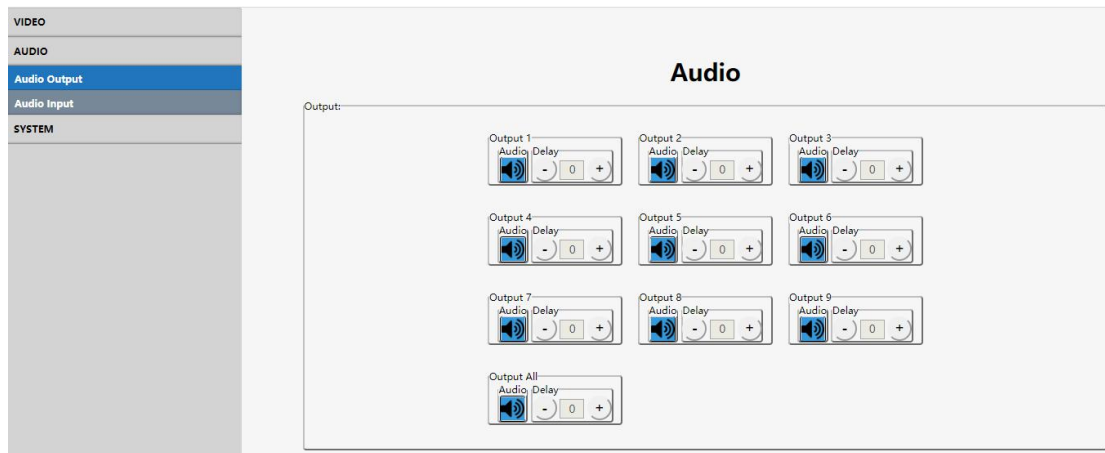 VIDEO
AUDIO
Audio Output
Audio Input
SYSTEM
Audio
Output:
Output 1 Output 2 Output 3
Audio Delay Audio Delay Audio Delay
- 0 + - 0 + - 0 +
Output 4 Output 5 Output 6
Audio Delay Audio Delay Audio Delay
- 0 + - 0 + - 0 +
Output 7 Output 8 Output 9
Audio Delay Audio Delay Audio Delay
- 0 + - 0 + - 0 +
Output All
Audio Delay
- 0 +